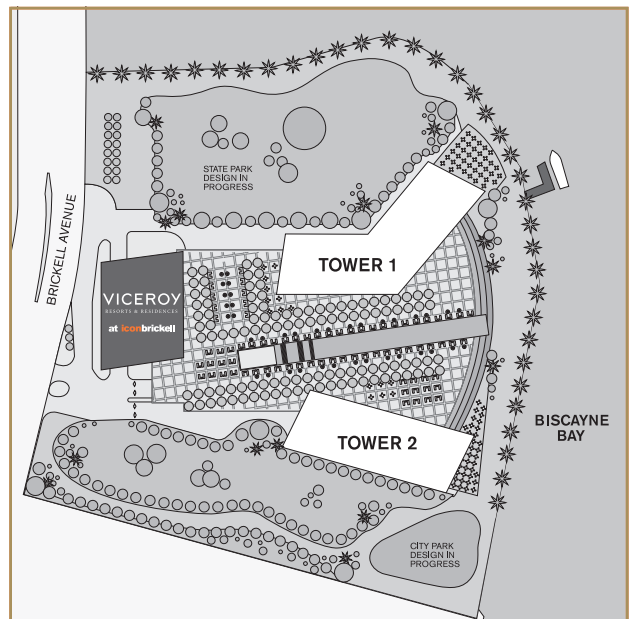 STATE PARK
DESIGN IN
PROGRESS
BRICKELL AVENUE
TOWER 1
VICEROY
RESORTS & RESIDENCES
at iconbrickell
TOWER 2
BISCAYNE
BAY
CITY PARK
DESIGN IN
PROGRESS